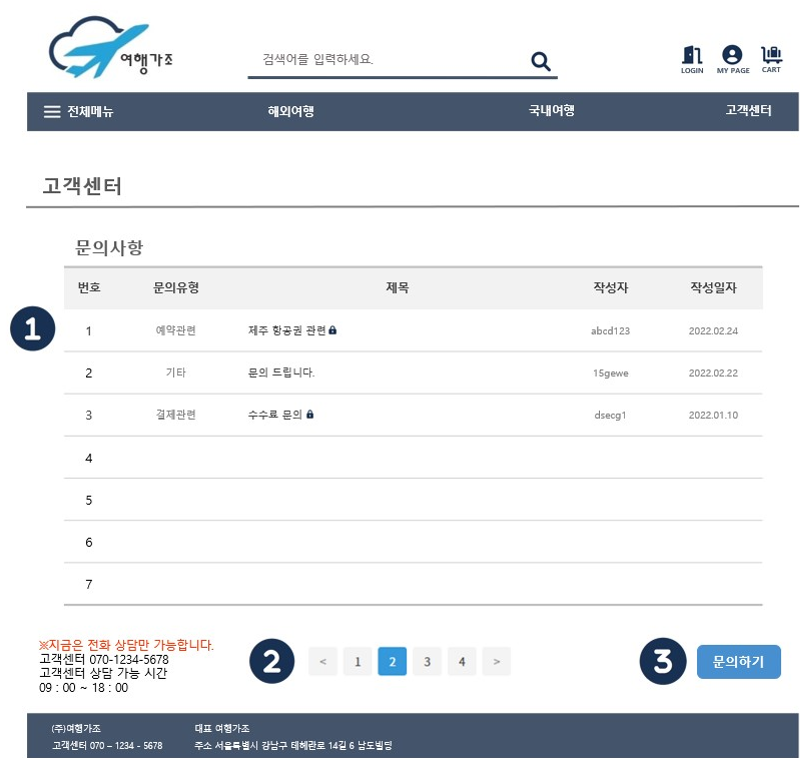 여행가조
검색어를 입력하세요.
LOGIN MY PAGE CART
전체메뉴 해외여행 국내여행 고객센터
고객센터
문의사항
번호 문의유형 제목 작성자 작성일자
1
1 예약관련 제주 항공권 관련 abcd123 2022.02.24
2 기타 문의 드립니다. 15gewe 2022.02.22
3 결제관련 수수료 문의 dsecg1 2022.01.10
4
5
6
7
※지금은 전화 상담만 가능합니다.
고객센터 070-1234-5678
고객센터 상담 가능 시간
09 : 00 ~ 18 : 00
2 < 1 2 3 4 >
3 문의하기
(주)여행가조 대표 여행가조
고객센터 070 – 1234 - 5678 주소 서울특별시 강남구 테헤란로 14길 6 남도빌딩